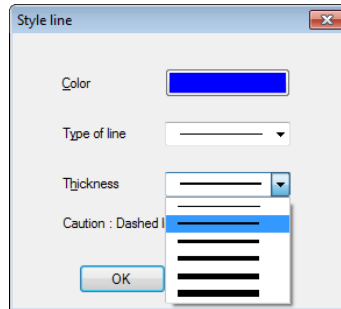 Style line
Color
Type of line
Thickness
Caution : Dashed
OK